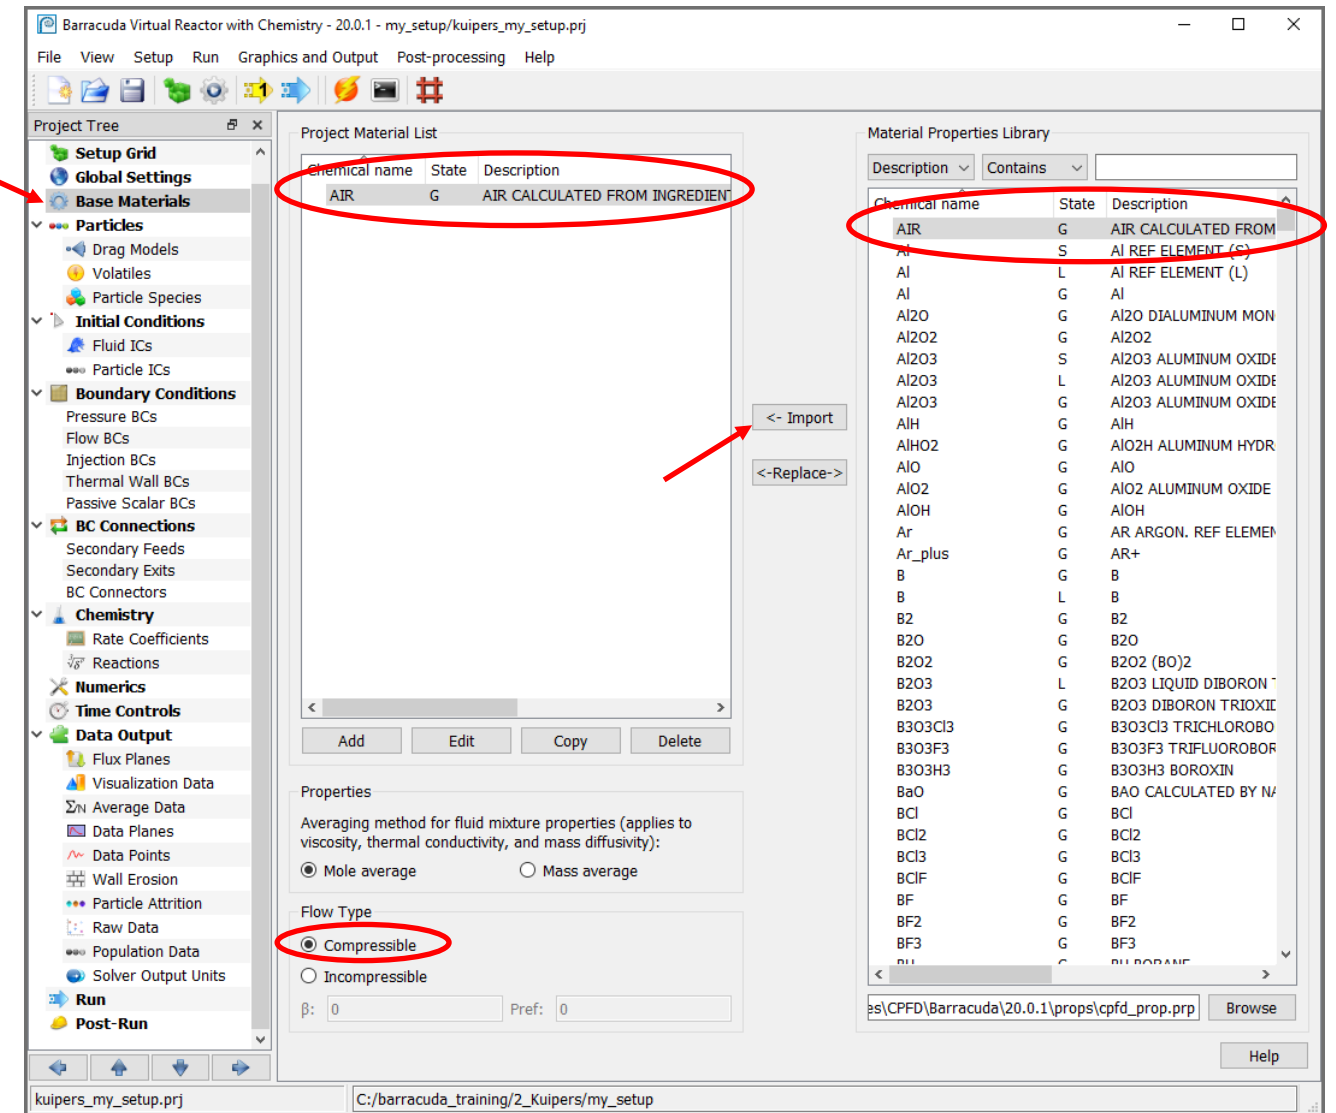 Barracuda Virtual Reactor with Chemistry - 20.0.1 - my_setup/kuipers_my_setup.prj
File View Setup Run Graphics and Output Post-processing Help
Project Tree
Setup Grid
Global Settings
Base Materials
Particles
Drag Models
Volatiles
Particle Species
Initial Conditions
Fluid ICs
Particle ICs
Boundary Conditions
Pressure BCs
Flow BCs
Injection BCs
Thermal Wall BCs
Passive Scalar BCs
BC Connections
Secondary Feeds
Secondary Exits
BC Connectors
Chemistry
Rate Coefficients
Reactions
Numerics
Time Controls
Data Output
Flux Planes
Visualization Data
Average Data
Data Planes
Data Points
Wall Erosion
Particle Attrition
Raw Data
Population Data
Solver Output Units
Run
Post-Run
Project Material List
Chemical name State Description
AIR G AIR CALCULATED FROM INGREDIENT
Add Edit Copy Delete
Properties
Averaging method for fluid mixture properties (applies to
viscosity, thermal conductivity, and mass diffusivity):
Mole average Mass average
Flow Type
Compressible
Incompressible
β: 0 Pref: 0
<- Import
<-Replace->
Material Properties Library
Description Contains
Chemical name State Description
AIR G AIR CALCULATED FROM
Al S Al REF ELEMENT (S)
Al L Al REF ELEMENT (L)
Al G Al
Al2O G Al2O DIALUMINUM MON
Al2O2 G Al2O2
Al2O3 S Al2O3 ALUMINUM OXIDE
Al2O3 L Al2O3 ALUMINUM OXIDE
Al2O3 G Al2O3 ALUMINUM OXIDE
AlH G AlH
AlHO2 G AlO2H ALUMINUM HYDR
AlO G AlO
AlO2 G AlO2 ALUMINUM OXIDE
AlOH G AlOH
Ar G AR ARGON. REF ELEMEN
Ar_plus G AR+
B G B
B L B
B2 G B2
B2O G B2O
B2O2 G B2O2 (BO)2
B2O3 L B2O3 LIQUID DIBORON T
B2O3 G B2O3 DIBORON TRIOXID
B3O3Cl3 G B3O3Cl3 TRICHLOROBO
B3O3F3 G B3O3F3 TRIFLUOROBOR
B3O3H3 G B3O3H3 BOROXIN
BaO G BAO CALCULATED BY NA
BCl G BCl
BCl2 G BCl2
BCl3 G BCl3
BClF G BClF
BF G BF
BF2 G BF2
BF3 G BF3
BH G BH BORANE
es\CPFD\Barracuda\20.0.1\props\cpfd_prop.prp Browse
Help
kuipers_my_setup.prj C:/barracuda_training/2_Kuipers/my_setup